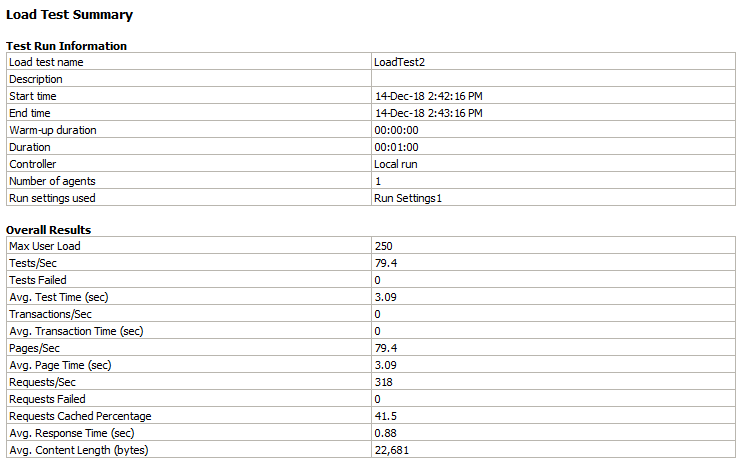 Load Test Summary
Test Run Information
Load test name LoadTest2
Description
Start time 14-Dec-18 2:42:16 PM
End time 14-Dec-18 2:43:16 PM
Warm-up duration 00:00:00
Duration 00:01:00
Controller Local run
Number of agents 1
Run settings used Run Settings1
Overall Results
Max User Load 250
Tests/Sec 79.4
Tests Failed 0
Avg. Test Time (sec) 3.09
Transactions/Sec 0
Avg. Transaction Time (sec) 0
Pages/Sec 79.4
Avg. Page Time (sec) 3.09
Requests/Sec 318
Requests Failed 0
Requests Cached Percentage 41.5
Avg. Response Time (sec) 0.88
Avg. Content Length (bytes) 22,681